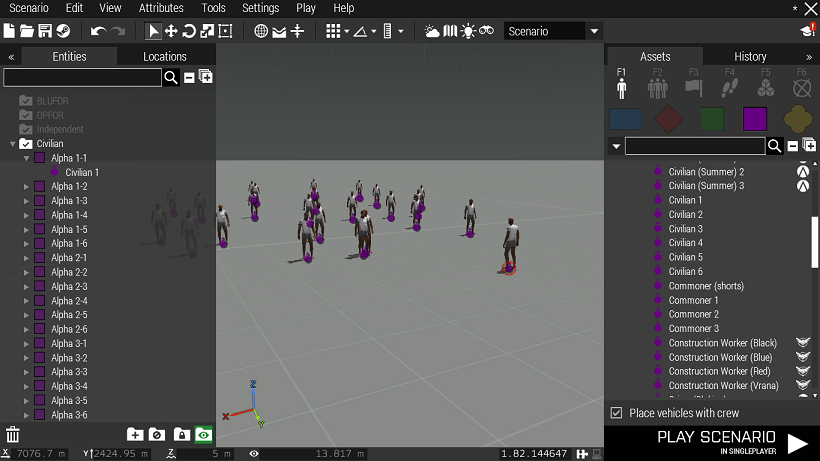 Scenario Edit View Attributes Tools Settings Play Help *
Scenario
« Entities Locations
BLUFOR
OPFOR
Independent
Civilian
Alpha 1-1
Civilian 1
Alpha 1-2
Alpha 1-3
Alpha 1-4
Alpha 1-5
Alpha 1-6
Alpha 2-1
Alpha 2-2
Alpha 2-3
Alpha 2-4
Alpha 2-5
Alpha 2-6
Alpha 3-1
Alpha 3-2
Alpha 3-3
Alpha 3-4
Alpha 3-5
Alpha 3-6
Z
X
Y
Assets History »
F1 F2 F3 F4 F5 F6
Civilian (Summer) 2
Civilian (Summer) 3
Civilian 1
Civilian 2
Civilian 3
Civilian 4
Civilian 5
Civilian 6
Commoner (shorts)
Commoner 1
Commoner 2
Commoner 3
Construction Worker (Black)
Construction Worker (Blue)
Construction Worker (Red)
Construction Worker (Vrana)
Place vehicles with crew
PLAY SCENARIO
IN SINGLEPLAYER
X 7076.7 m Y 2424.95 m Z 5 m 13.817 m 1.82.144647